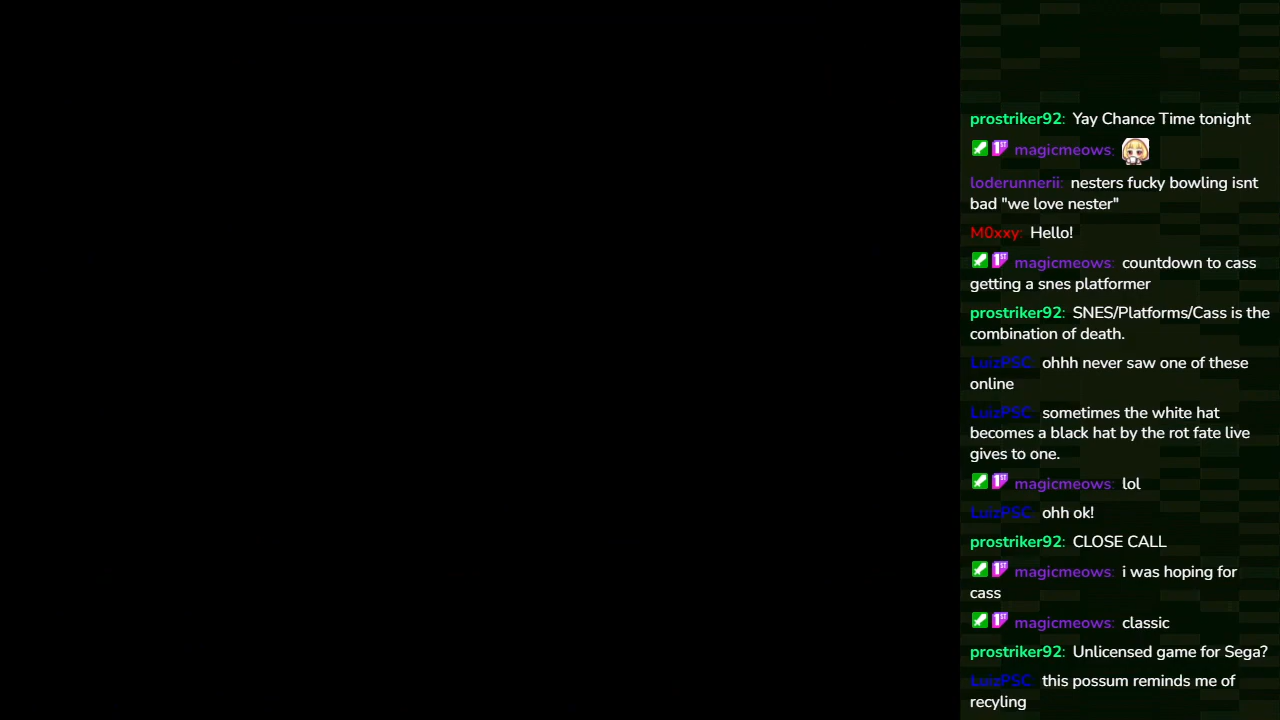 prostriker92: Yay Chance Time tonight
magicmeows:
loderunnerii: nesters fucky bowling isnt
bad "we love nester"
M0xxy: Hello!
magicmeows: countdown to cass
getting a snes platformer
prostriker92: SNES/Platforms/Cass is the
combination of death.
LuizPSC: ohhh never saw one of these
online
LuizPSC: sometimes the white hat
becomes a black hat by the rot fate live
gives to one.
magicmeows: lol
LuizPSC: ohh ok!
prostriker92: CLOSE CALL
magicmeows: i was hoping for
cass
magicmeows: classic
prostriker92: Unlicensed game for Sega?
LuizPSC: this possum reminds me of
recyling